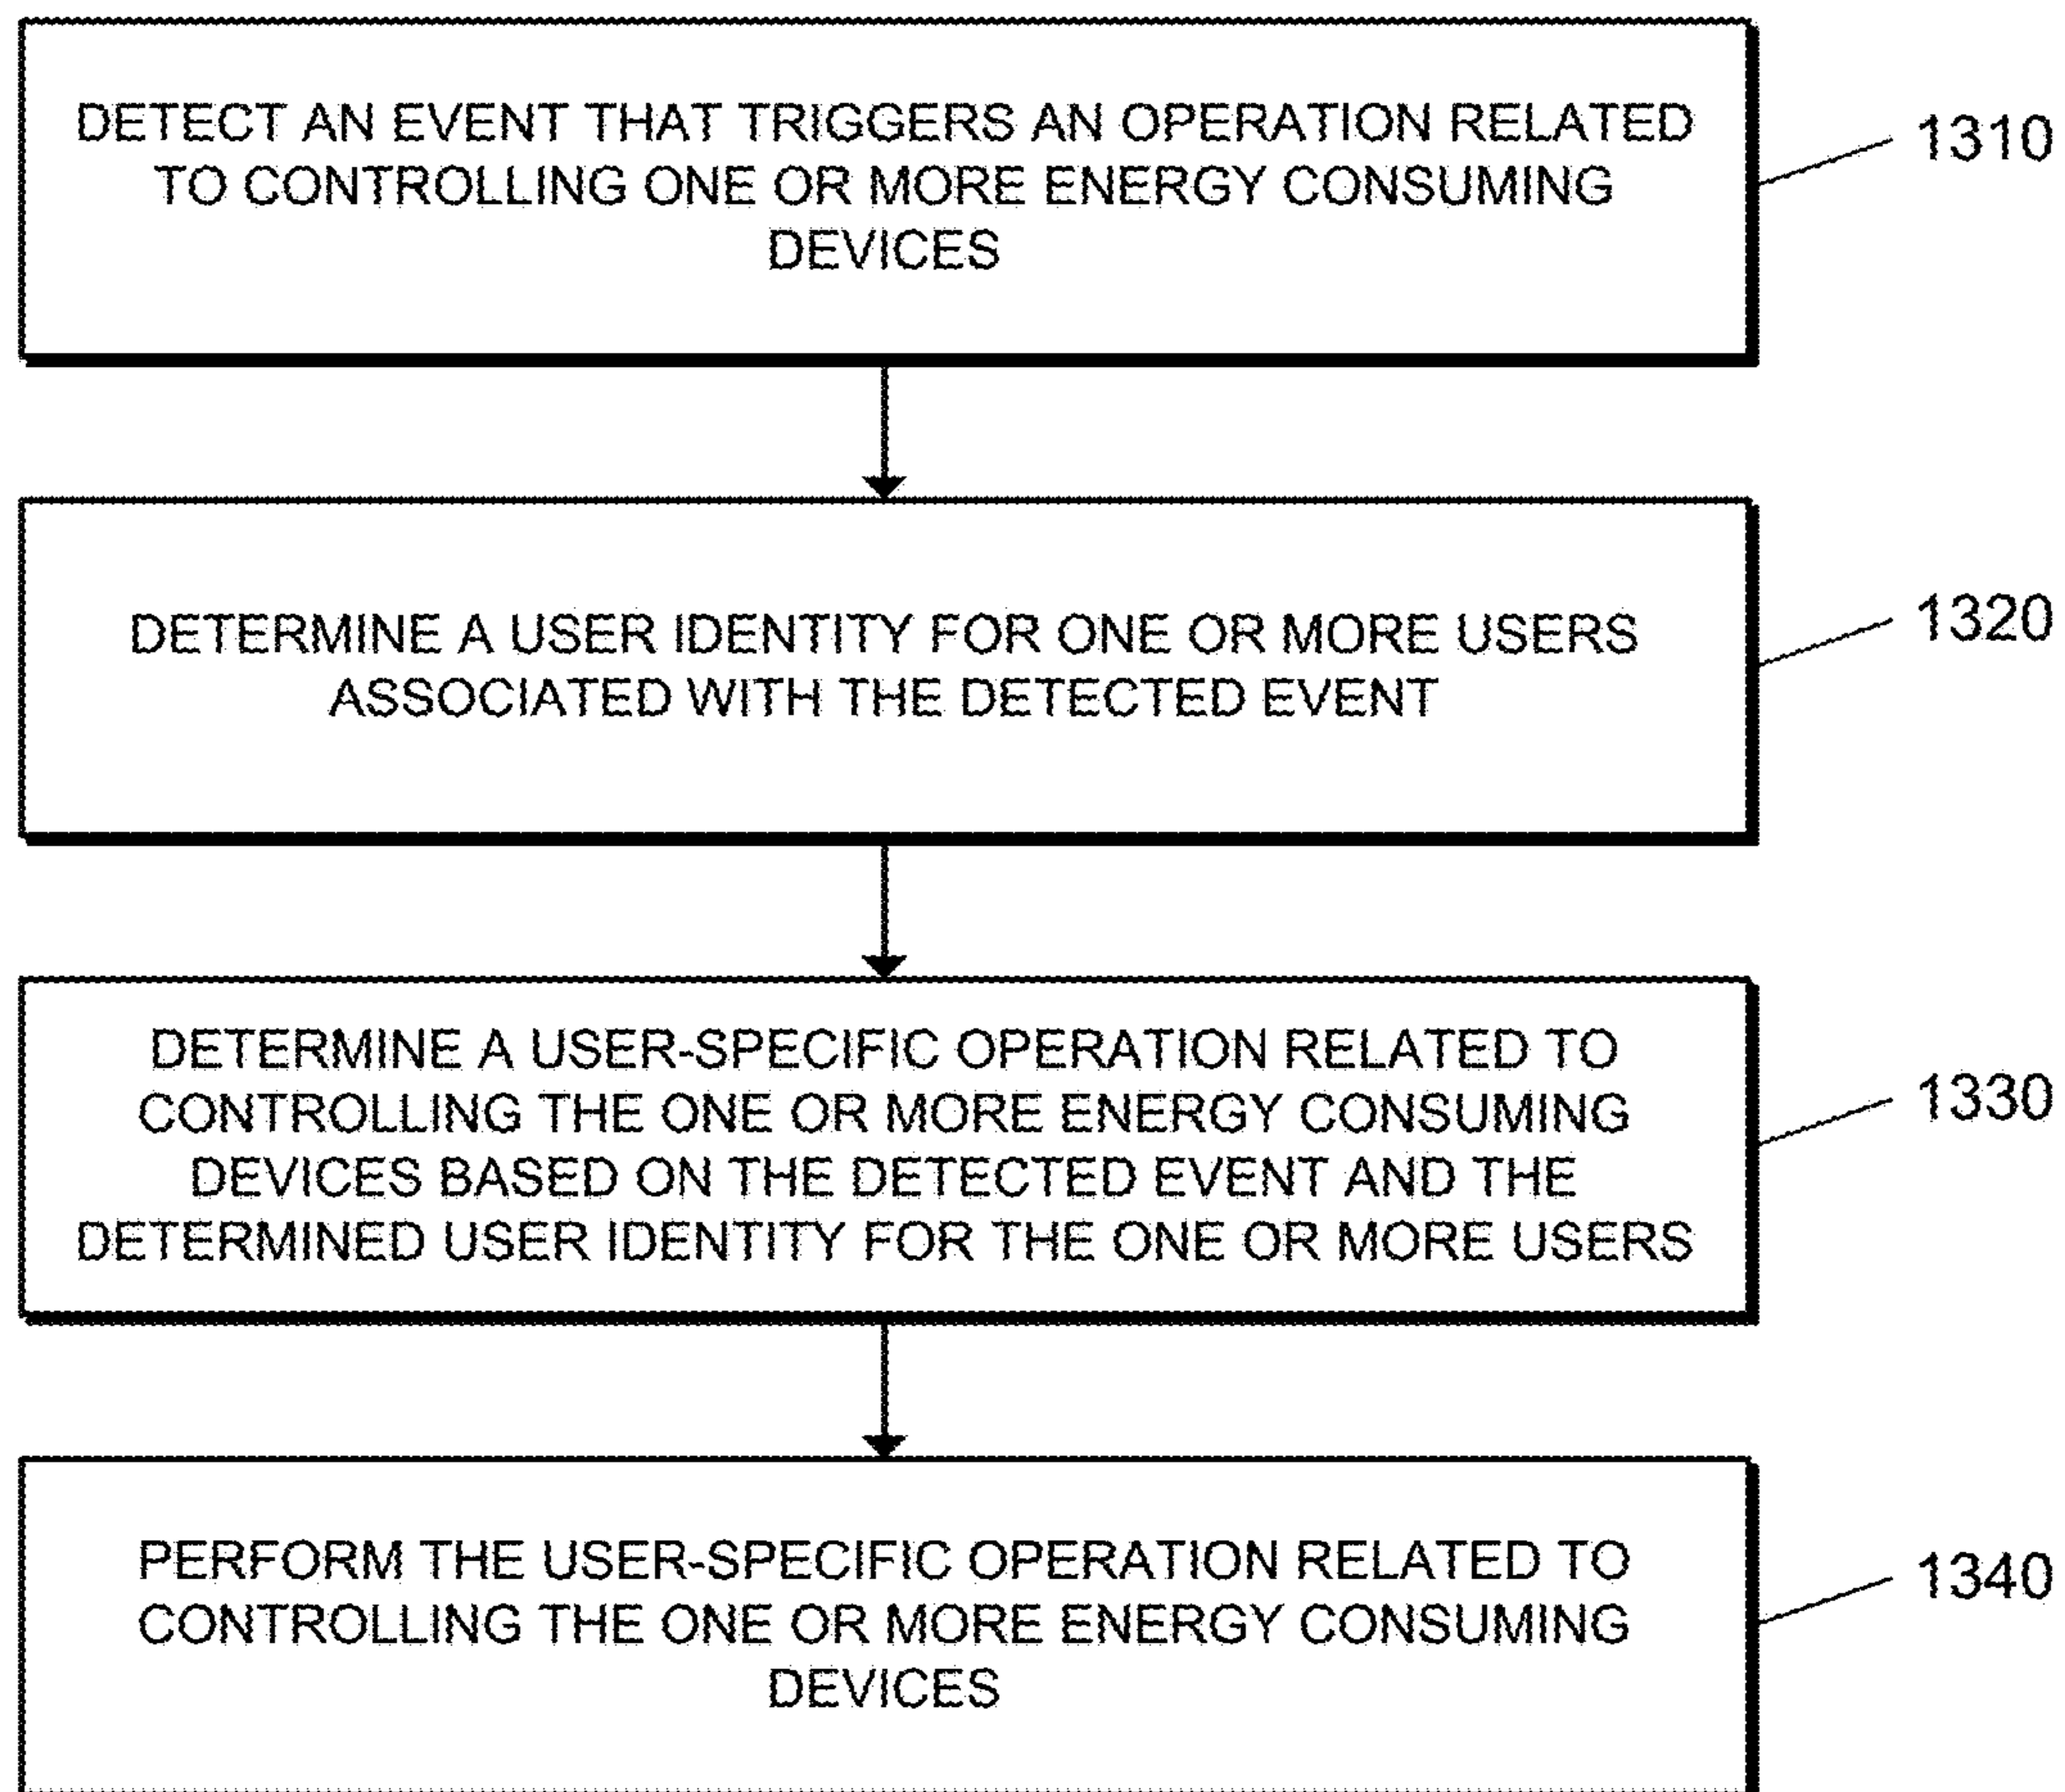 DETECT AN EVENT THAT TRIGGERS AN OPERATION RELATED
TO CONTROLLING ONE OR MORE ENERGY CONSUMING
DEVICES
1310
DETERMINE A USER IDENTITY FOR ONE OR MORE USERS
ASSOCIATED WITH THE DETECTED EVENT
1320
DETERMINE A USER-SPECIFIC OPERATION RELATED TO
CONTROLLING THE ONE OR MORE ENERGY CONSUMING
DEVICES BASED ON THE DETECTED EVENT AND THE
DETERMINED USER IDENTITY FOR THE ONE OR MORE USERS
1330
PERFORM THE USER-SPECIFIC OPERATION RELATED TO
CONTROLLING THE ONE OR MORE ENERGY CONSUMING
DEVICES
1340